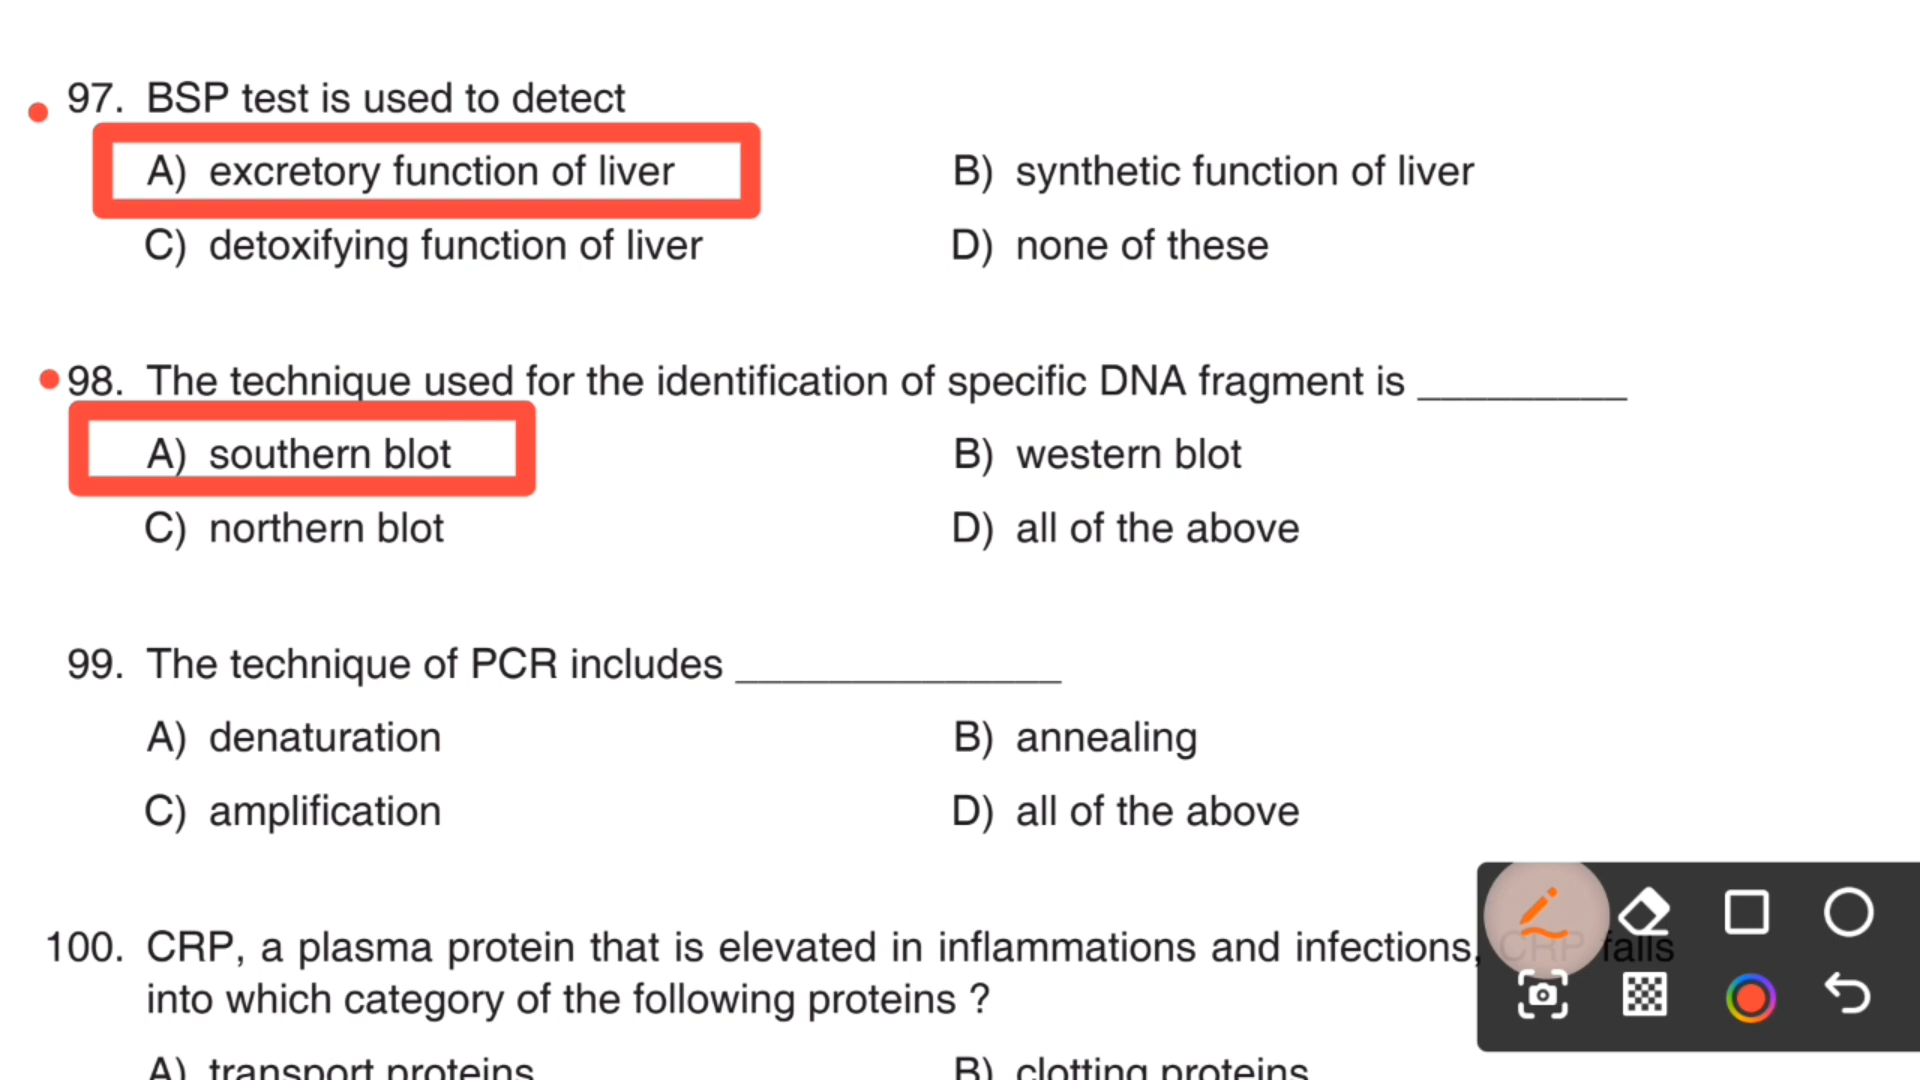 97. BSP test is used to detect
A) excretory function of liver
B) synthetic function of liver
C) detoxifying function of liver
D) none of these
98. The technique used for the identification of specific DNA fragment is _________
A) southern blot
B) western blot
C) northern blot
D) all of the above
99. The technique of PCR includes ______________
A) denaturation
B) annealing
C) amplification
D) all of the above
100. CRP, a plasma protein that is elevated in inflammations and infections, CRP falls
into which category of the following proteins ?
A) transport proteins
B) clotting proteins